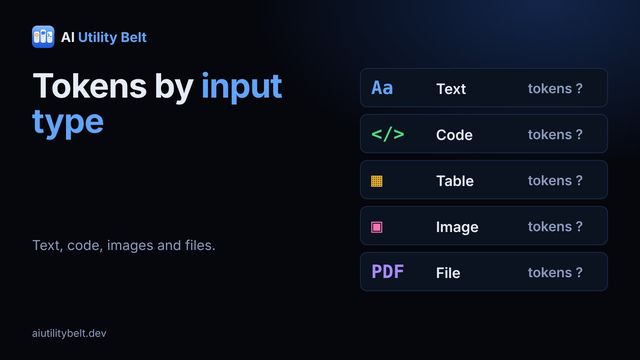 AI Utility Belt
Tokens by input
type
Text, code, images and files.
aiutilitybelt.dev
Aa Text tokens ?
</> Code tokens ?
Table tokens ?
Image tokens ?
PDF File tokens ?